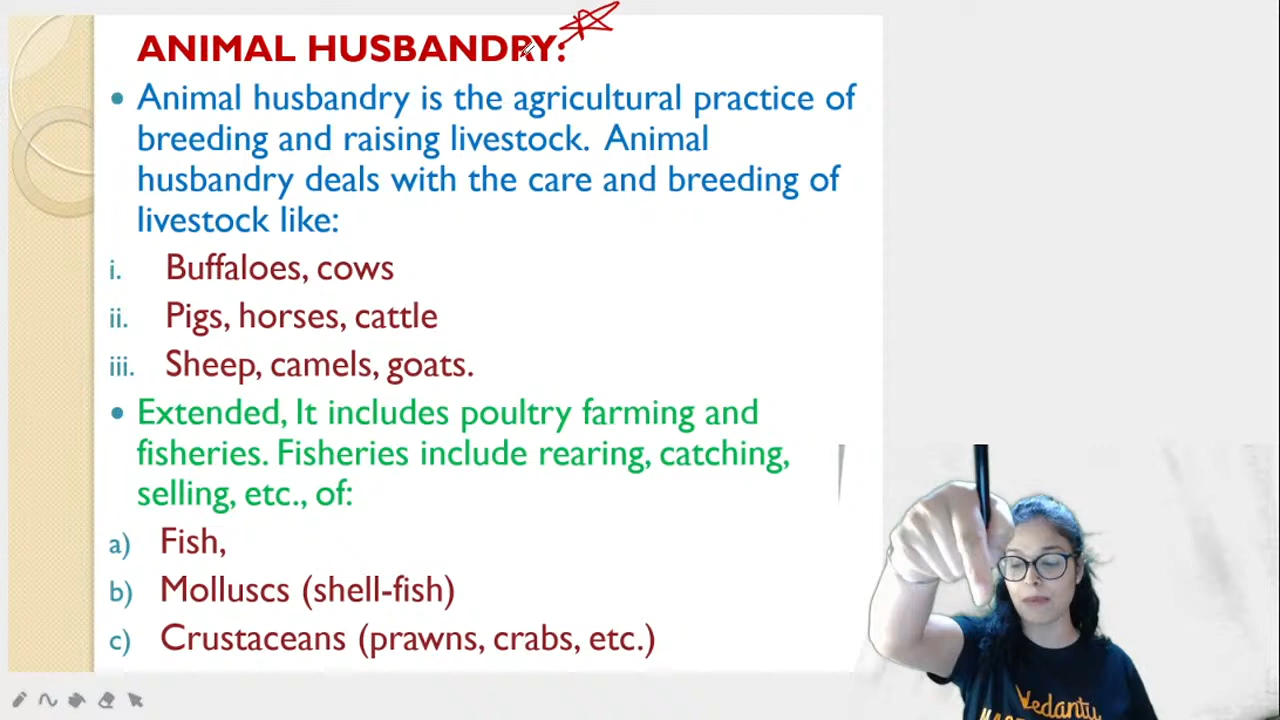 ANIMAL HUSBANDRY:
• Animal husbandry is the agricultural practice of
breeding and raising livestock. Animal
husbandry deals with the care and breeding of
livestock like:
i. Buffaloes, cows
ii. Pigs, horses, cattle
iii. Sheep, camels, goats.
• Extended, It includes poultry farming and
fisheries. Fisheries include rearing, catching,
selling, etc., of:
a) Fish,
b) Molluscs (shell-fish)
c) Crustaceans (prawns, crabs, etc.)
Vedantu